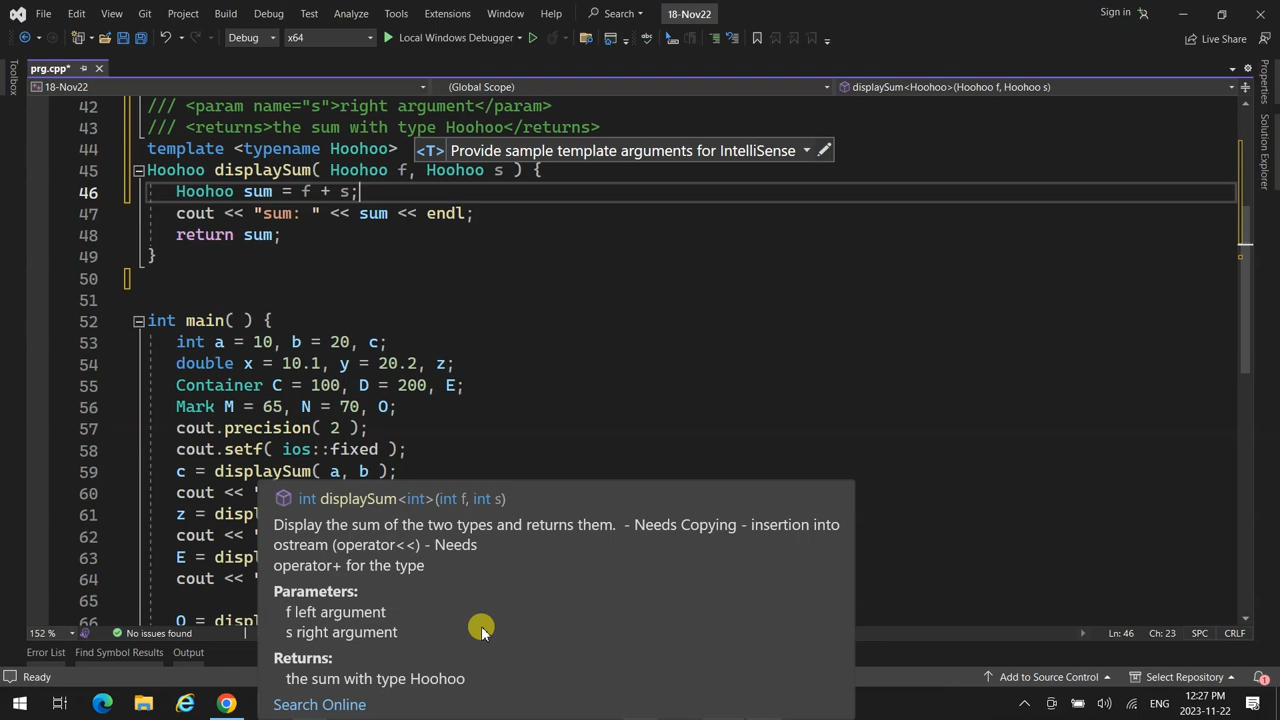 File Edit View Git Project Build Debug Test Analyze Tools Extensions Window Help Search 18-Nov22 Sign in
Debug x64 Local Windows Debugger Live Share
prg.cpp*
18-Nov22 (Global Scope) displaySum<Hoohoo>(Hoohoo f, Hoohoo s)
Toolbox
Properties
Solution Explorer
42 /// <param name="s">right argument</param>
43 /// <returns>the sum with type Hoohoo</returns>
44 template <typename Hoohoo> <T> Provide sample template arguments for IntelliSense
45 Hoohoo displaySum( Hoohoo f, Hoohoo s ) {
46 Hoohoo sum = f + s;
47 cout << "sum: " << sum << endl;
48 return sum;
49 }
50
51
52 int main( ) {
53 int a = 10, b = 20, c;
54 double x = 10.1, y = 20.2, z;
55 Container C = 100, D = 200, E;
56 Mark M = 65, N = 70, O;
57 cout.precision( 2 );
58 cout.setf( ios::fixed );
59 c = displaySum( a, b );
60 cout << "
61 z = displ
62 cout << "
63 E = displ
64 cout << "
65
66 O = displ
int displaySum<int>(int f, int s)
Display the sum of the two types and returns them. - Needs Copying - insertion into
ostream (operator<<) - Needs
operator+ for the type
Parameters:
f left argument
s right argument
Returns:
the sum with type Hoohoo
Search Online
152 % No issues found Ln: 46 Ch: 23 SPC CRLF
Error List Find Symbol Results Output
Ready Add to Source Control Select Repository 1
ENG 12:27 PM
2023-11-22